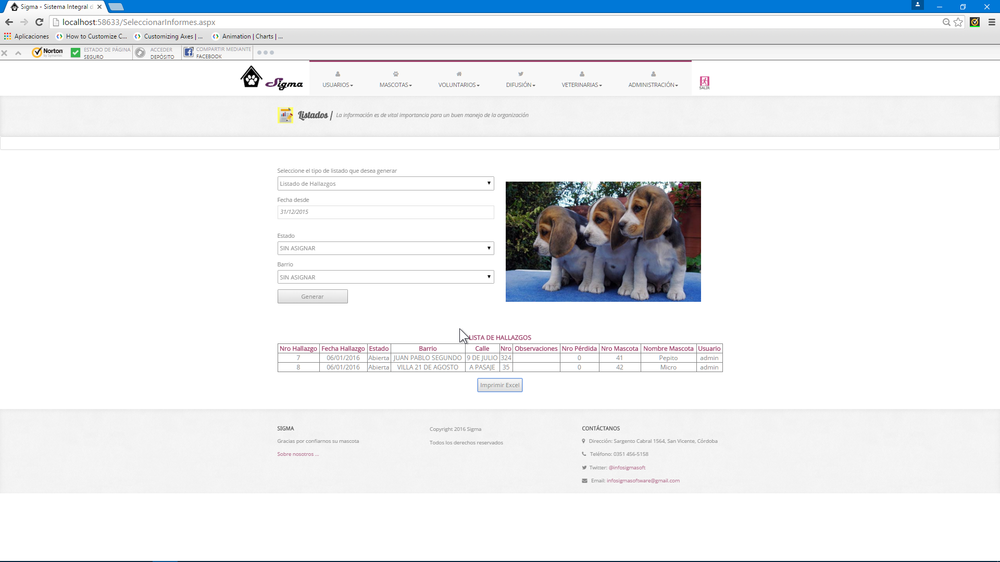 Sigma - Sistema Integral d
localhost:58633/SeleccionarInformes.aspx
Aplicaciones How to Customize C... Customizing Axes | ... Animation | Charts | ...
Norton by Symantec ESTADO DE PÁGINA SEGURO ACCEDER DEPÓSITO COMPARTIR MEDIANTE FACEBOOK
Sigma USUARIOS MASCOTAS VOLUNTARIOS DIFUSIÓN VETERINARIAS ADMINISTRACIÓN SALIR
Listados | La información es de vital importancia para un buen manejo de la organización
Seleccione el tipo de listado que desea generar
Listado de Hallazgos
Fecha desde
31/12/2015
Estado
SIN ASIGNAR
Barrio
SIN ASIGNAR
Generar
LISTA DE HALLAZGOS
Nro Hallazgo Fecha Hallazgo Estado Barrio Calle Nro Observaciones Nro Pérdida Nro Mascota Nombre Mascota Usuario
7 06/01/2016 Abierta JUAN PABLO SEGUNDO 9 DE JULIO 324 0 41 Pepito admin
8 06/01/2016 Abierta VILLA 21 DE AGOSTO A PASAJE 35 0 42 Micro admin
Imprimir Excel
SIGMA
Gracias por confiarnos su mascota
Sobre nosotros ...
Copyright 2016 Sigma
Todos los derechos reservados
CONTÁCTANOS
Dirección: Sargento Cabral 1564, San Vicente, Córdoba
Teléfono: 0351 456-5158
Twitter: @infosigmasoft
Email: infosigmasoftware@gmail.com